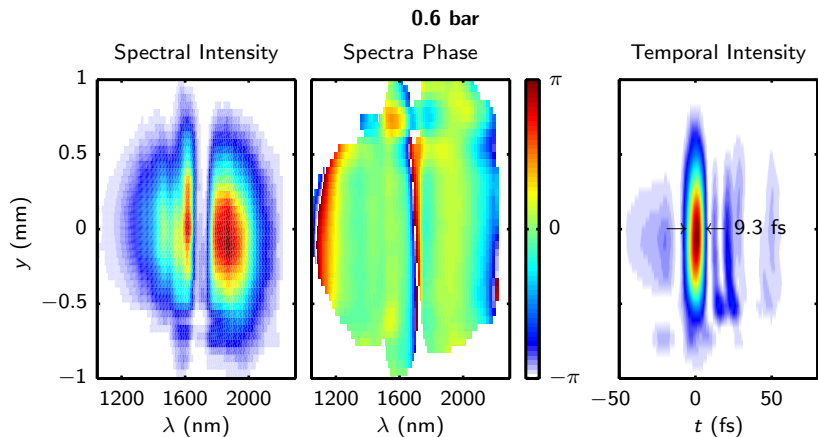 0.6 bar
Spectral Intensity
Spectra Phase
Temporal Intensity
1
0.5
0
−0.5
−1
y (mm)
1200 1600 2000
λ (nm)
1200 1600 2000
λ (nm)
π
0
−π
9.3 fs
−50 0 50
t (fs)